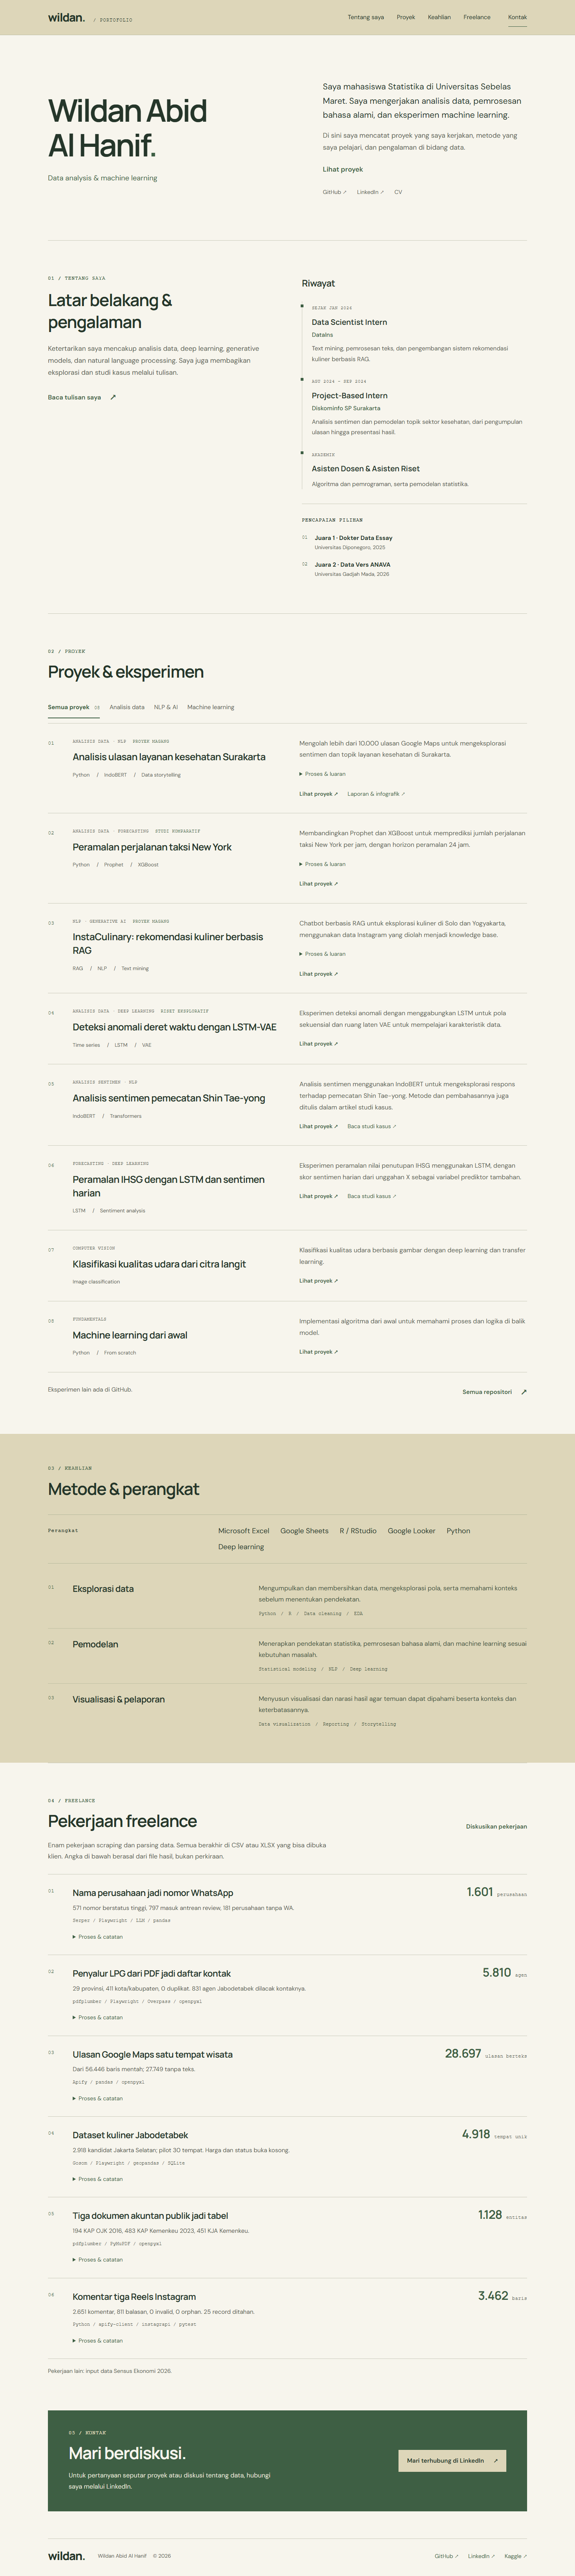 wildan. / PORTOFOLIO
Tentang saya Proyek Keahlian Freelance Kontak
Wildan Abid
Al Hanif.
Data analysis & machine learning
Saya mahasiswa Statistika di Universitas Sebelas
Maret. Saya mengerjakan analisis data, pemrosesan
bahasa alami, dan eksperimen machine learning.
Di sini saya mencatat proyek yang saya kerjakan, metode yang
saya pelajari, dan pengalaman di bidang data.
Lihat proyek
GitHub ↗ LinkedIn ↗ CV
01 / TENTANG SAYA
Latar belakang &
pengalaman
Ketertarikan saya mencakup analisis data, deep learning, generative
models, dan natural language processing. Saya juga membagikan
eksplorasi dan studi kasus melalui tulisan.
Baca tulisan saya ↗
Riwayat
SEJAK JAN 2026
Data Scientist Intern
DataIns
Text mining, pemrosesan teks, dan pengembangan sistem rekomendasi
kuliner berbasis RAG.
Project-Based Intern
Diskominfo SP Surakarta
Analisis sentimen dan pemodelan topik sektor kesehatan, dari pengumpulan
ulasan hingga presentasi hasil.
AKADEMIK
Asisten Dosen & Asisten Riset
Algoritma dan pemrograman, serta pemodelan statistika.
PENCAPAIAN PILIHAN
01 Juara 1 · Dokter Data Essay
Universitas Diponegoro, 2025
02 Juara 2 · Data Vers ANAVA
Universitas Gadjah Mada, 2026
02 / PROYEK
Proyek & eksperimen
Semua proyek 08 Analisis data NLP & AI Machine learning
01
ANALISIS DATA · NLP PROYEK MAGANG
Analisis ulasan layanan kesehatan Surakarta
Python / IndoBERT / Data storytelling
Mengolah lebih dari 10.000 ulasan Google Maps untuk mengeksplorasi
sentimen dan topik layanan kesehatan di Surakarta.
▶ Proses & luaran
Lihat proyek ↗ Laporan & infografik ↗
02
ANALISIS DATA · FORECASTING STUDI KOMPARATIF
Peramalan perjalanan taksi New York
Python / Prophet / XGBoost
Membandingkan Prophet dan XGBoost untuk memprediksi jumlah perjalanan
taksi New York per jam, dengan horizon peramalan 24 jam.
▶ Proses & luaran
Lihat proyek ↗
03
NLP · GENERATIVE AI PROYEK MAGANG
InstaCulinary: rekomendasi kuliner berbasis
RAG
RAG / NLP / Text mining
Chatbot berbasis RAG untuk eksplorasi kuliner di Solo dan Yogyakarta,
menggunakan data Instagram yang diolah menjadi knowledge base.
▶ Proses & luaran
Lihat proyek ↗
04
ANALISIS DATA · DEEP LEARNING RISET EKSPLORATIF
Deteksi anomali deret waktu dengan LSTM-VAE
Time series / LSTM / VAE
Eksperimen deteksi anomali dengan menggabungkan LSTM untuk pola
sekuensial dan ruang laten VAE untuk mempelajari karakteristik data.
Lihat proyek ↗
05
ANALISIS SENTIMEN · NLP
Analisis sentimen pemecatan Shin Tae-yong
IndoBERT / Transformers
Analisis sentimen menggunakan IndoBERT untuk mengeksplorasi respons
terhadap pemecatan Shin Tae-yong. Metode dan pembahasannya juga
ditulis dalam artikel studi kasus.
Lihat proyek ↗ Baca studi kasus ↗
06
FORECASTING · DEEP LEARNING
Peramalan IHSG dengan LSTM dan sentimen
harian
LSTM / Sentiment analysis
Eksperimen peramalan nilai penutupan IHSG menggunakan LSTM, dengan
skor sentimen harian dari unggahan X sebagai variabel prediktor tambahan.
Lihat proyek ↗ Baca studi kasus ↗
07
COMPUTER VISION
Klasifikasi kualitas udara dari citra langit
Image classification
Klasifikasi kualitas udara berbasis gambar dengan deep learning dan transfer
learning.
Lihat proyek ↗
08
FUNDAMENTALS
Machine learning dari awal
Python / From scratch
Implementasi algoritma dari awal untuk memahami proses dan logika di balik
model.
Lihat proyek ↗
Eksperimen lain ada di GitHub.
Semua repositori ↗
03 / KEAHLIAN
Metode & perangkat
Perangkat
Microsoft Excel Google Sheets R / RStudio Google Looker Python
Deep learning
01 Eksplorasi data
Mengumpulkan dan membersihkan data, mengeksplorasi pola, serta memahami konteks
sebelum menentukan pendekatan.
Python / R / Data cleaning / EDA
02 Pemodelan
Menerapkan pendekatan statistika, pemrosesan bahasa alami, dan machine learning sesuai
kebutuhan masalah.
Statistical modeling / NLP / Deep learning
03 Visualisasi & pelaporan
Menyusun visualisasi dan narasi hasil agar temuan dapat dipahami beserta konteks dan
keterbatasannya.
Data visualization / Reporting / Storytelling
04 / FREELANCE
Pekerjaan freelance
Diskusikan pekerjaan
Enam pekerjaan scraping dan parsing data. Semua berakhir di CSV atau XLSX yang bisa dibuka
klien. Angka di bawah berasal dari file hasil, bukan perkiraan.
01 Nama perusahaan jadi nomor WhatsApp
1.601 perusahaan
571 nomor berstatus tinggi, 797 masuk antrean review, 181 perusahaan tanpa WA.
Serper / Playwright / LLM / pandas
▶ Proses & catatan
02 Penyalur LPG dari PDF jadi daftar kontak
5.810 agen
29 provinsi, 411 kota/kabupaten, 0 duplikat. 831 agen Jabodetabek dilacak kontaknya.
pdfplumber / Playwright / Overpass / openpyxl
▶ Proses & catatan
03 Ulasan Google Maps satu tempat wisata
28.697 ulasan berteks
Dari 56.446 baris mentah; 27.749 tanpa teks.
Apify / pandas / openpyxl
▶ Proses & catatan
04 Dataset kuliner Jabodetabek
4.918 tempat unik
2.918 kandidat Jakarta Selatan; pilot 30 tempat. Harga dan status buka kosong.
Gosom / Playwright / geopandas / SQLite
▶ Proses & catatan
05 Tiga dokumen akuntan publik jadi tabel
1.128 entitas
194 KAP OJK 2016, 483 KAP Kemenkeu 2023, 451 KJA Kemenkeu.
pdfplumber / PyMuPDF / openpyxl
▶ Proses & catatan
06 Komentar tiga Reels Instagram
3.462 baris
2.651 komentar, 811 balasan, 0 invalid, 0 orphan. 25 record ditahan.
Python / apify-client / instagrapi / pytest
▶ Proses & catatan
Pekerjaan lain: input data Sensus Ekonomi 2026.
05 / KONTAK
Mari berdiskusi.
Untuk pertanyaan seputar proyek atau diskusi tentang data, hubungi
saya melalui LinkedIn.
Mari terhubung di LinkedIn ↗
wildan. Wildan Abid Al Hanif © 2026
GitHub ↗ LinkedIn ↗ Kaggle ↗